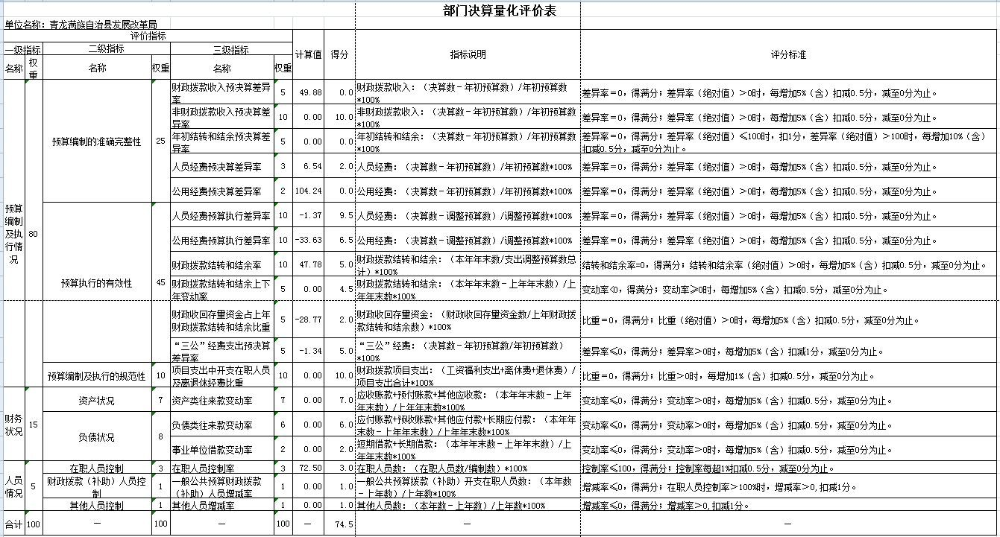 部门决算量化评价表
单位名称：青龙满族自治县发展改革局
评价指标 计算值 得分 指标说明 评分标准
一级指标 二级指标 三级指标
名称 权重 名称 权重 名称 权重
预算编制及执行情况 80 预算编制的准确完整性 25 财政拨款收入预决算差异率 5 49.88 0.0 财政拨款收入：（决算数－年初预算数）/年初预算数*100% 差异率＝0，得满分；差异率（绝对值）＞0时，每增加5%（含）扣减0.5分，减至0分为止。
非财政拨款收入预决算差异率 10 0.00 10.0 非财政拨款收入：（决算数－年初预算数）/年初预算数*100% 差异率＝0，得满分；差异率（绝对值）＞0时，每增加5%（含）扣减0.5分，减至0分为止。
年初结转和结余预决算差异率 5 0.00 0.0 年初结转和结余：（决算数－年初预算数）/年初预算数*100% 差异率＝0，得满分；差异率（绝对值）≤100时，扣1分，差异率（绝对值）＞100时，每增加10%（含）扣减0.5分，减至0分为止。
人员经费预决算差异率 3 6.54 2.0 人员经费：（决算数－年初预算数）/年初预算数*100% 差异率＝0，得满分；差异率（绝对值）＞0时，每增加5%（含）扣减0.5分，减至0分为止。
公用经费预决算差异率 2 104.24 0.0 公用经费：（决算数－年初预算数）/年初预算数*100% 差异率＝0，得满分；差异率（绝对值）＞0时，每增加5%（含）扣减0.5分，减至0分为止。
预算执行的有效性 45 人员经费预算执行差异率 10 -1.37 9.5 人员经费：（决算数－调整预算数）/调整预算数*100% 差异率＝0，得满分；差异率（绝对值）＞0时，每增加5%（含）扣减0.5分，减至0分为止。
公用经费预算执行差异率 10 -33.63 6.5 公用经费：（决算数－调整预算数）/调整预算数*100% 差异率＝0，得满分；差异率（绝对值）＞0时，每增加5%（含）扣减0.5分，减至0分为止。
财政拨款结转和结余率 10 47.78 5.0 财政拨款结转和结余：（本年年末数/支出调整预算数总计）*100% 结转和结余率=0，得满分；结转和结余率（绝对值）＞0时，每增加5%（含）扣减0.5分，减至0分为止。
财政拨款结转和结余上下年变动率 5 0.00 4.5 财政拨款结转和结余：（本年年末数－上年年末数）/上年年末数*100% 变动率<0，得满分；变动率≥0时，每增加5%（含）扣减0.5分，减至0分为止。
财政收回存量资金占上年财政拨款结转和结余比重 5 -28.77 2.0 财政收回存量资金：（财政收回存量资金数/上年财政拨款结转和结余数）*100% 比重＝0，得满分；比重（绝对值）＞0时，每增加5%（含）扣减0.5分，减至0分为止。
“三公”经费支出预决算差异率 5 -1.34 5.0 “三公”经费：（决算数－年初预算数/年初预算数）*100% 差异率≤0，得满分；差异率＞0时，每增加5%（含）扣减1分，减至0分为止。
预算编制及执行的规范性 10 项目支出中开支在职人员及离退休经费比重 10 0.00 10.0 财政拨款项目支出：（工资福利支出+离休费+退休费）/项目支出合计*100% 比重＝0，得满分；比重＞0时，每增加1%（含）扣减0.5分，减至0分为止。
财务状况 15 资产状况 7 资产类往来款变动率 7 0.00 7.0 应收账款+预付账款+其他应收款：（本年年末数－上年年末数）/上年年末数*100% 变动率≤0，得满分；变动率＞0时，每增加5%（含）扣减0.5分，减至0分为止。
负债状况 8 负债类往来款变动率 6 0.00 6.0 应付账款+预收账款+其他应付款+长期应付款：（本年年末数－上年年末数）/上年年末数*100% 变动率≤0，得满分；变动率＞0时，每增加5%（含）扣减0.5分，减至0分为止。
事业单位借款变动率 2 0.00 2.0 短期借款+长期借款：（本年年末数－上年年末数）/上年年末数*100% 变动率≤0，得满分；变动率＞0时，每增加5%（含）扣减0.5分，减至0分为止。
人员情况 5 在职人员控制 3 在职人员控制率 3 72.50 3.0 在职人员数：（在职人员数/编制数）*100% 控制率≤100，得满分；控制率每超1%扣减0.5分，减至0分为止。
财政拨款（补助）人员控制 1 一般公共预算财政拨款（补助）人员增减率 1 0.00 1.0 一般公共预算拨款（补助）开支在职人员数：（本年数－上年数）/上年数*100% 增减率≤0，得满分；在职人员控制率＞100%时，增减率＞0,扣减1分。
其他人员控制 1 其他人员增减率 1 0.00 1.0 其他人员数：（本年数－上年数）/上年数*100% 增减率≤0，得满分；增减率＞0,扣减1分。
合计 100 — 100 — 100 — 74.5 — —